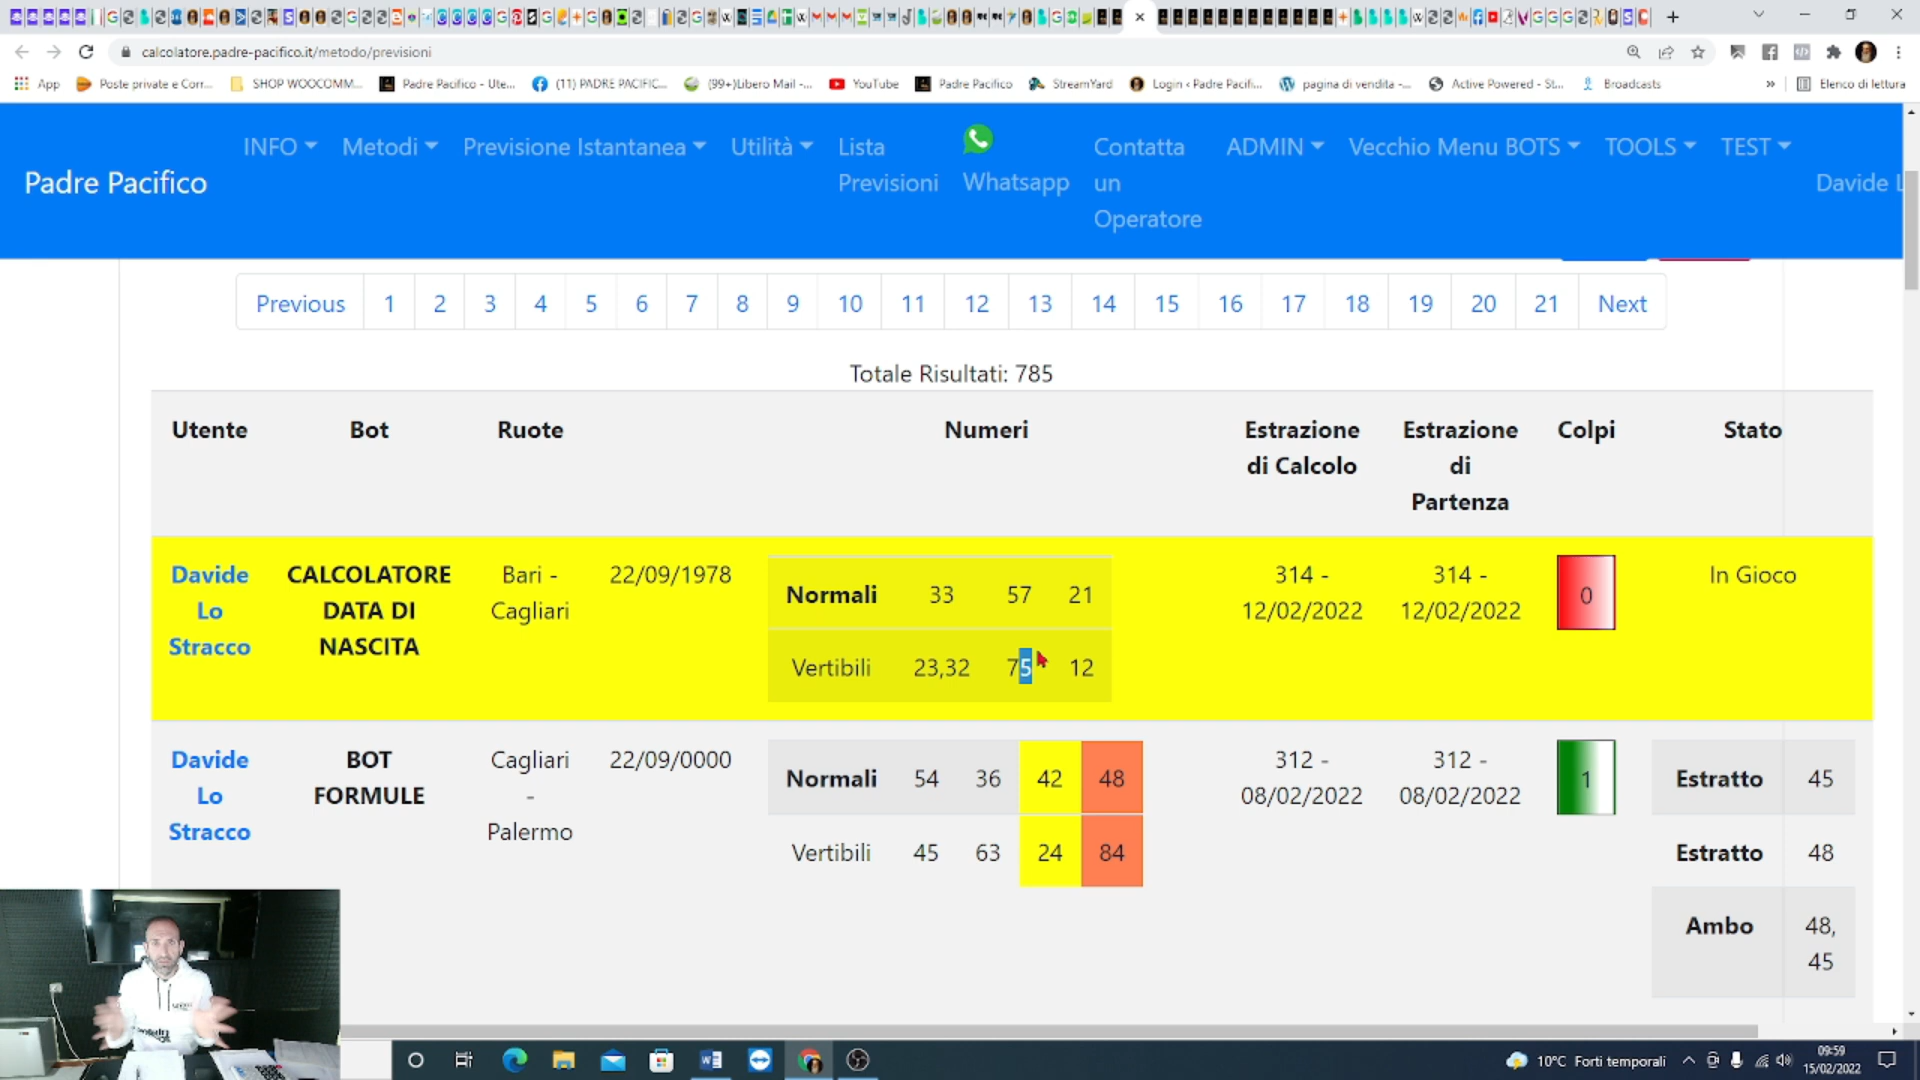 calcolatore.padre-pacifico.it/metodo/previsioni
App
Poste private e Corr...
SHOP WOOCOMM...
Padre Pacifico - Ute...
(11) PADRE PACIFIC...
(99+)Libero Mail -...
YouTube
Padre Pacifico
StreamYard
Login ‹ Padre Pacifi...
pagina di vendita -...
Active Powered - St...
Broadcasts
»
Elenco di lettura
Padre Pacifico
INFO
Metodi
Previsione Istantanea
Utilità
Lista
Previsioni
Whatsapp
Contatta
un
Operatore
ADMIN
Vecchio Menu BOTS
TOOLS
TEST
Davide L
Previous 1 2 3 4 5 6 7 8 9 10 11 12 13 14 15 16 17 18 19 20 21 Next
Totale Risultati: 785
Utente
Bot
Ruote
Numeri
Estrazione
di Calcolo
Estrazione
di
Partenza
Colpi
Stato
Davide
Lo
Stracco
CALCOLATORE
DATA DI
NASCITA
Bari -
Cagliari
22/09/1978
Normali 33 57 21
Vertibili 23,32 75 12
314 -
12/02/2022
314 -
12/02/2022
0
In Gioco
Davide
Lo
Stracco
BOT
FORMULE
Cagliari
-
Palermo
22/09/0000
Normali 54 36 42 48
Vertibili 45 63 24 84
312 -
08/02/2022
312 -
08/02/2022
1
Estratto 45
Estratto 48
Ambo 48,
45
10°C Forti temporali
09:59
15/02/2022